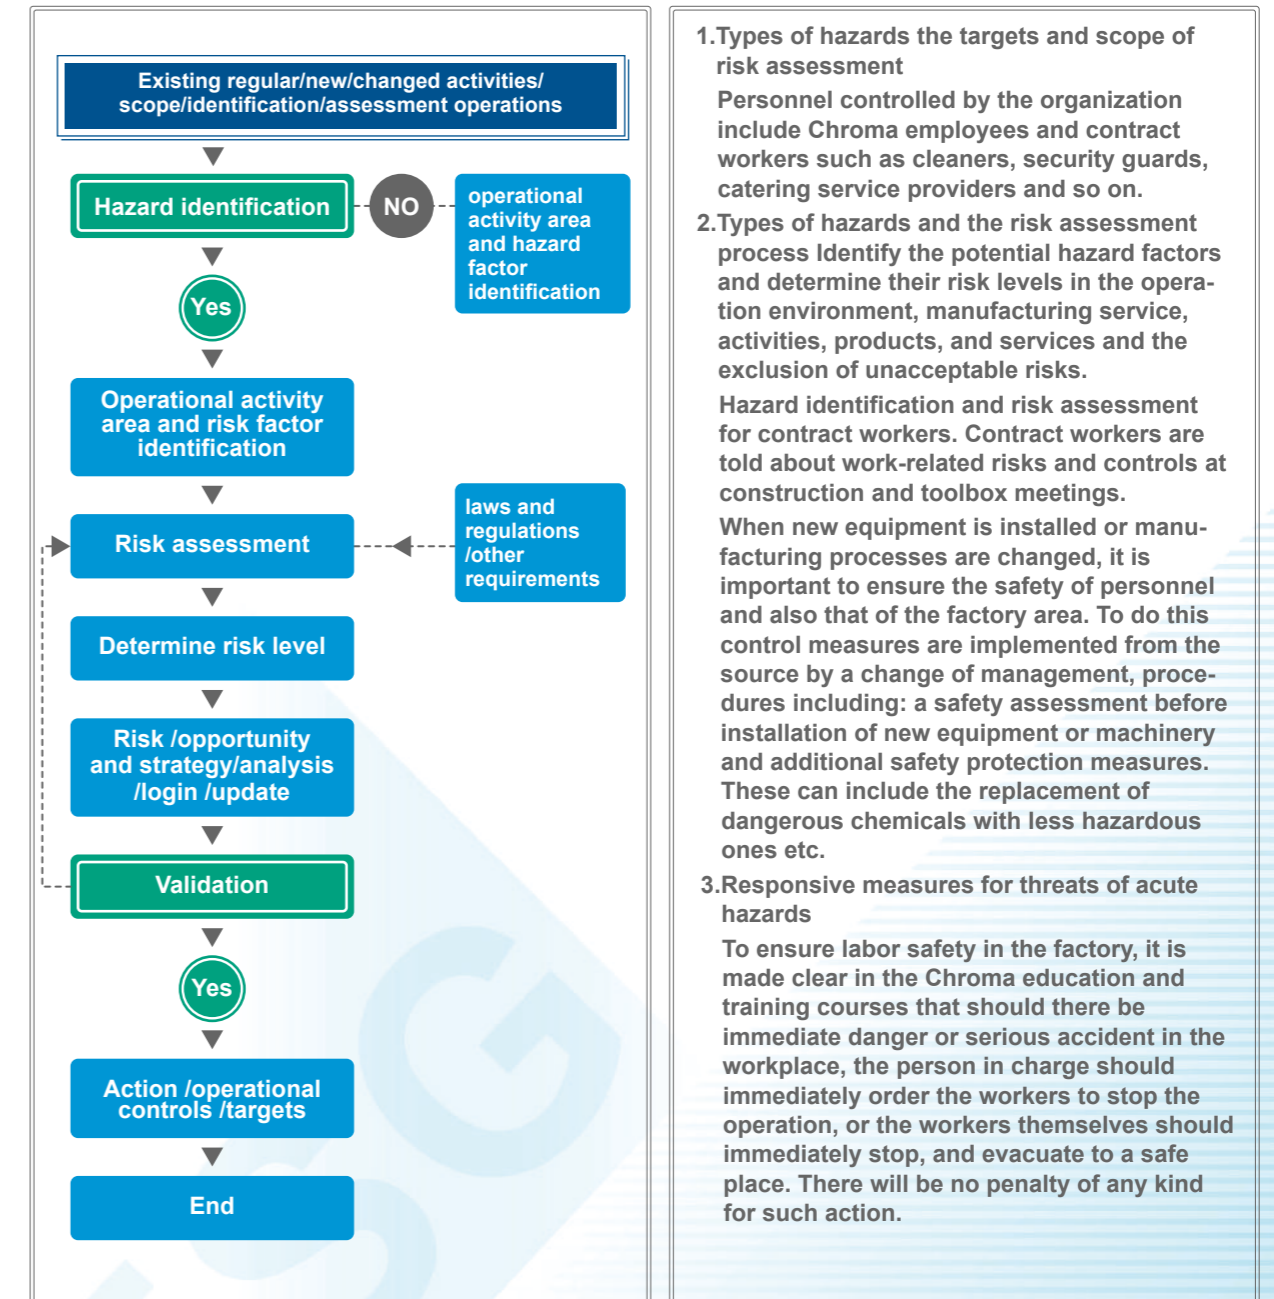 Existing regular/new/changed activities/
scope/identification/assessment operations
Hazard identification
NO
operational
activity area
and hazard
factor
identification
Yes
Operational activity
area and risk factor
identification
Risk assessment
laws and
regulations
/other
requirements
Determine risk level
Risk /opportunity
and strategy/analysis
/login /update
Validation
Yes
Action /operational
controls /targets
End
1.Types of hazards the targets and scope of
risk assessment
Personnel controlled by the organization
include Chroma employees and contract
workers such as cleaners, security guards,
catering service providers and so on.
2.Types of hazards and the risk assessment
process Identify the potential hazard factors
and determine their risk levels in the opera-
tion environment, manufacturing service,
activities, products, and services and the
exclusion of unacceptable risks.
Hazard identification and risk assessment
for contract workers. Contract workers are
told about work-related risks and controls at
construction and toolbox meetings.
When new equipment is installed or manu-
facturing processes are changed, it is
important to ensure the safety of personnel
and also that of the factory area. To do this
control measures are implemented from the
source by a change of management, proce-
dures including: a safety assessment before
installation of new equipment or machinery
and additional safety protection measures.
These can include the replacement of
dangerous chemicals with less hazardous
ones etc.
3.Responsive measures for threats of acute
hazards
To ensure labor safety in the factory, it is
made clear in the Chroma education and
training courses that should there be
immediate danger or serious accident in the
workplace, the person in charge should
immediately order the workers to stop the
operation, or the workers themselves should
immediately stop, and evacuate to a safe
place. There will be no penalty of any kind
for such action.